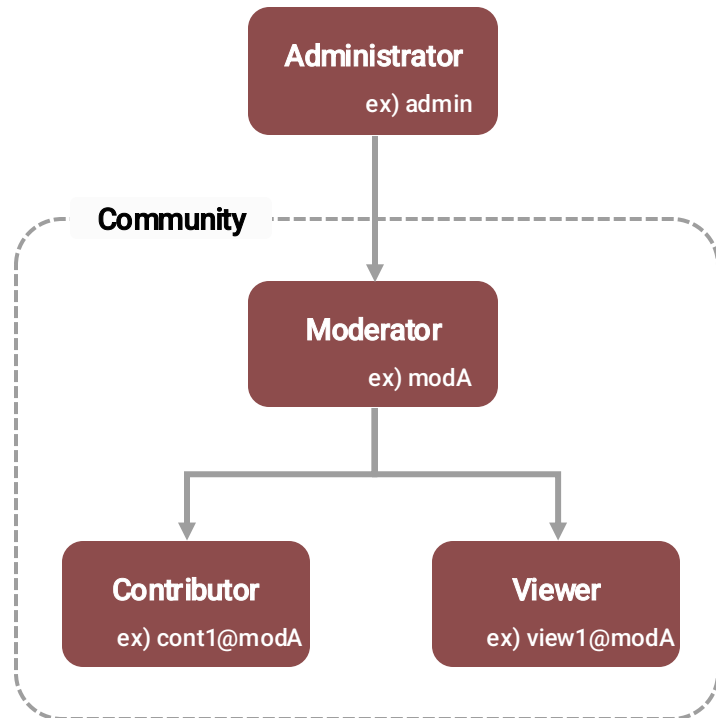 Administrator
ex) admin
Community
Moderator
ex) modA
Contributor
ex) cont1@modA
Viewer
ex) view1@modA